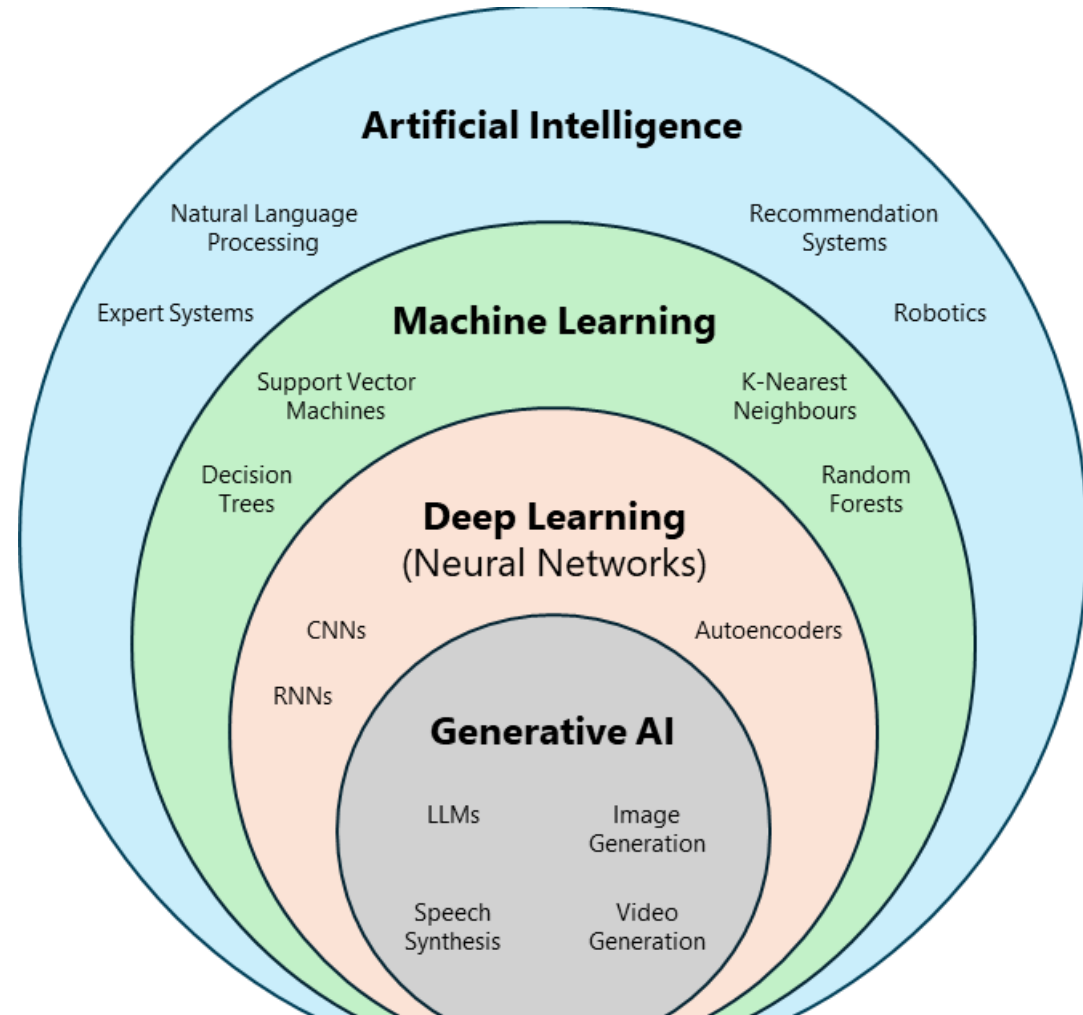 Artificial Intelligence
Natural Language
Processing
Recommendation
Systems
Expert Systems
Robotics
Machine Learning
Support Vector
Machines
K-Nearest
Neighbours
Decision
Trees
Random
Forests
Deep Learning
(Neural Networks)
CNNs
Autoencoders
RNNs
Generative AI
LLMs
Image
Generation
Speech
Synthesis
Video
Generation